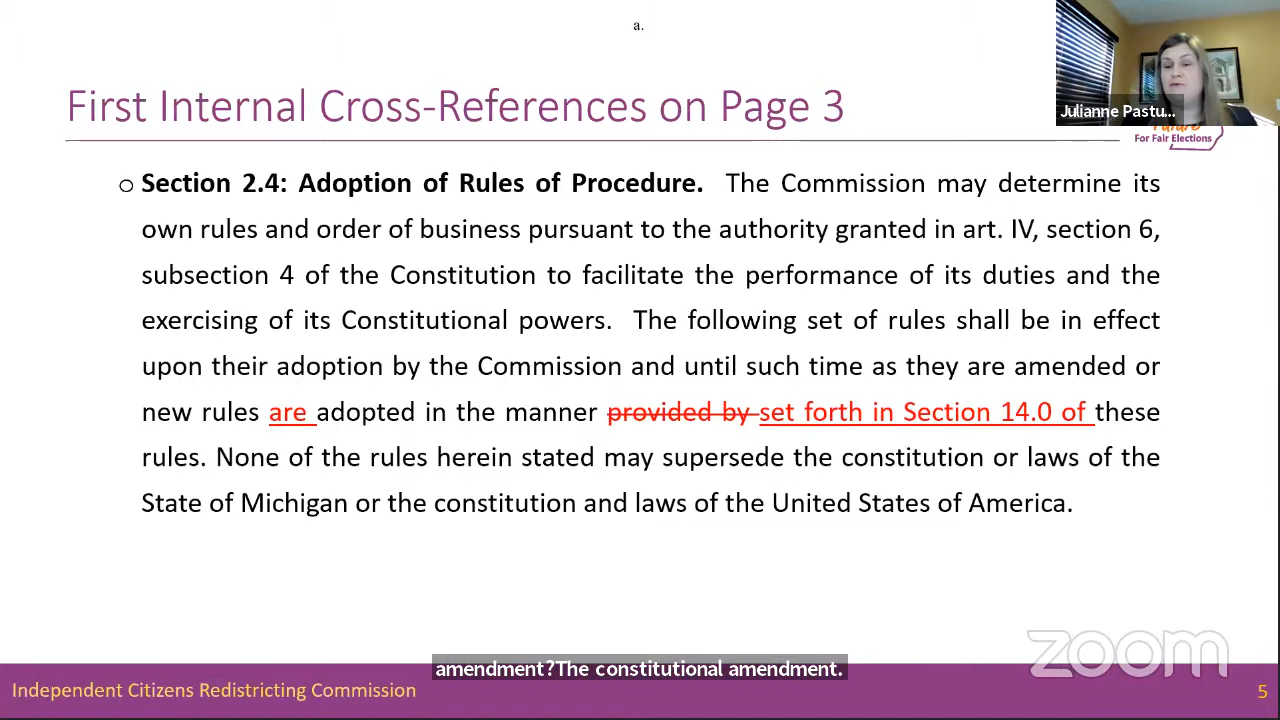 a.
First Internal Cross-References on Page 3
Julianne Pastu...
Future
For Fair Elections
o Section 2.4: Adoption of Rules of Procedure. The Commission may determine its
own rules and order of business pursuant to the authority granted in art. IV, section 6,
subsection 4 of the Constitution to facilitate the performance of its duties and the
exercising of its Constitutional powers. The following set of rules shall be in effect
upon their adoption by the Commission and until such time as they are amended or
new rules are adopted in the manner provided by set forth in Section 14.0 of these
rules. None of the rules herein stated may supersede the constitution or laws of the
State of Michigan or the constitution and laws of the United States of America.
zoom
amendment?The constitutional amendment.
Independent Citizens Redistricting Commission
5